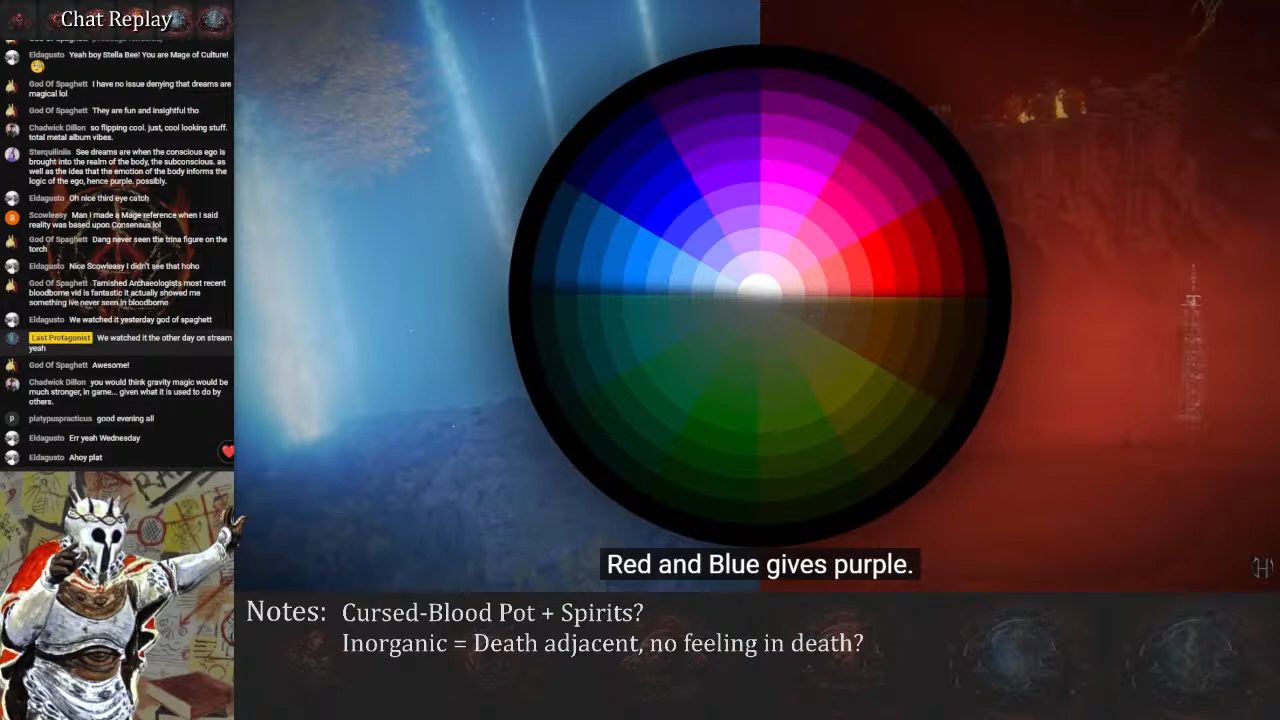 Chat Replay
Eldagusto Yeah boy Stella Bee! You are Mage of Culture!
God Of Spaghett I have no issue denying that dreams are
magical lol
God Of Spaghett They are fun and insightful tho
Chadwick Dillon so flipping cool. just, cool looking stuff.
total metal album vibes.
Sterquiliniis See dreams are when the conscious ego is
brought into the realm of the body, the subconscious. as
well as the idea that the emotion of the body informs the
logic of the ego, hence purple. possibly.
Eldagusto Oh nice third eye catch
S
Scowleasy Man I made a Mage reference when I said
reality was based upon Consensus lol
God Of Spaghett Dang never seen the trina figure on the
torch
Eldagusto Nice Scowleasy I didn't see that hoho
God Of Spaghett Tarnished Archaeologists most recent
bloodborne vid is fantastic it actually showed me
something ive never seen in bloodborne
Eldagusto We watched it yesterday god of spaghett
Last Protagonist We watched it the other day on stream
yeah
God Of Spaghett Awesome!
Chadwick Dillon you would think gravity magic would be
much stronger, in game... given what it is used to do by
others.
P
platypuspracticus good evening all
Eldagusto Err yeah Wednesday
Eldagusto Ahoy plat
Red and Blue gives purple.
Notes: Cursed-Blood Pot + Spirits?
Inorganic = Death adjacent, no feeling in death?